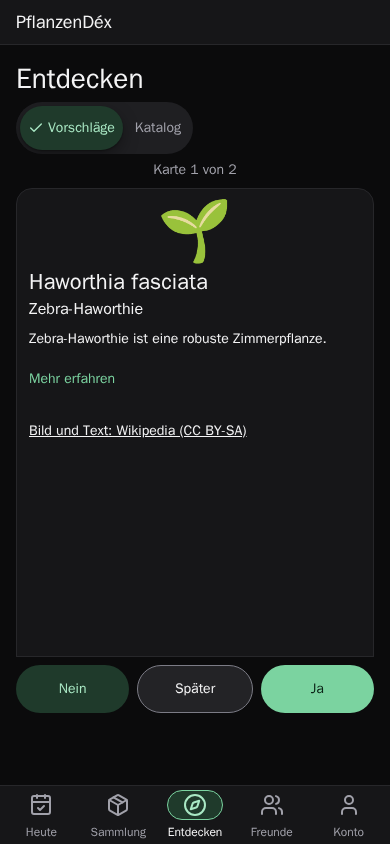 PflanzenDéx
Entdecken
Vorschläge
Katalog
Karte 1 von 2
Haworthia fasciata
Zebra-Haworthie
Zebra-Haworthie ist eine robuste Zimmerpflanze.
Mehr erfahren
Bild und Text: Wikipedia (CC BY-SA)
Nein
Später
Ja
Heute
Sammlung
Entdecken
Freunde
Konto